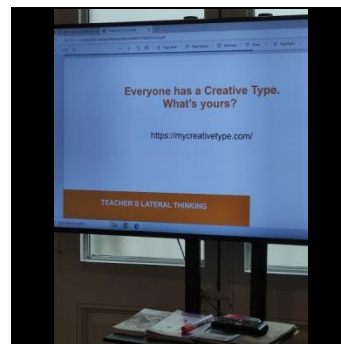 Everyone has a Creative Type.
What's yours?
https://mycreativetype.com/
TEACHER'S LATERAL THINKING